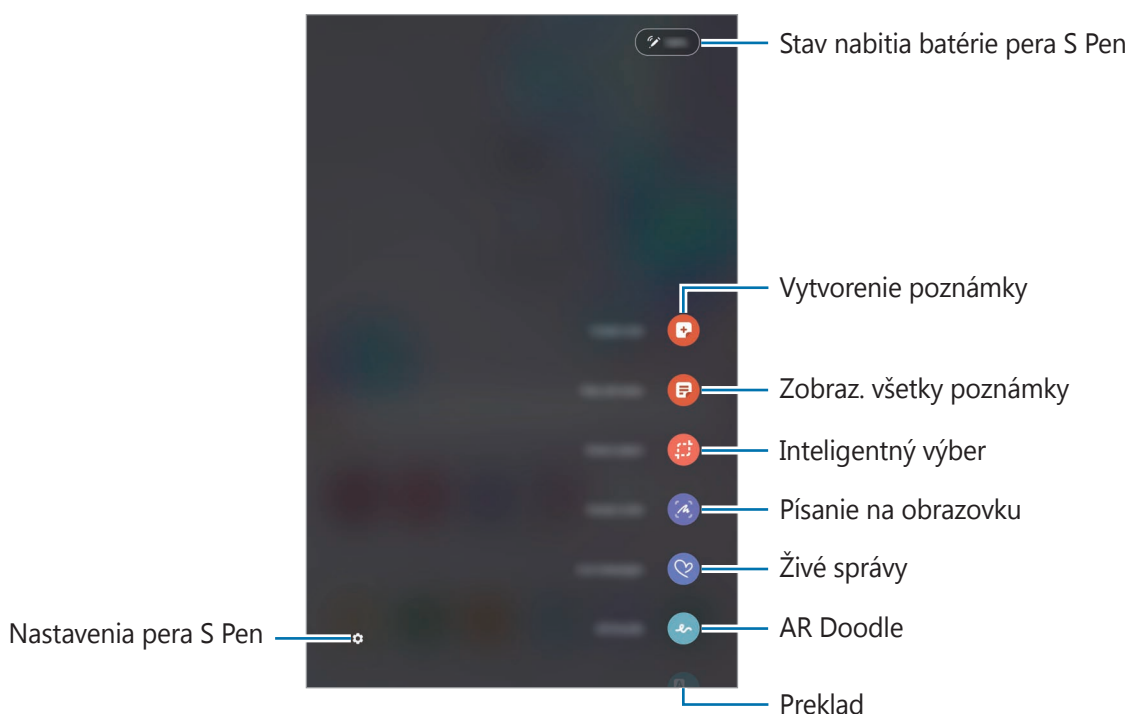 Stav nabitia batérie pera S Pen
Vytvorenie poznámky
Zobraz. všetky poznámky
Inteligentný výber
Písanie na obrazovku
Živé správy
AR Doodle
Nastavenia pera S Pen
Preklad